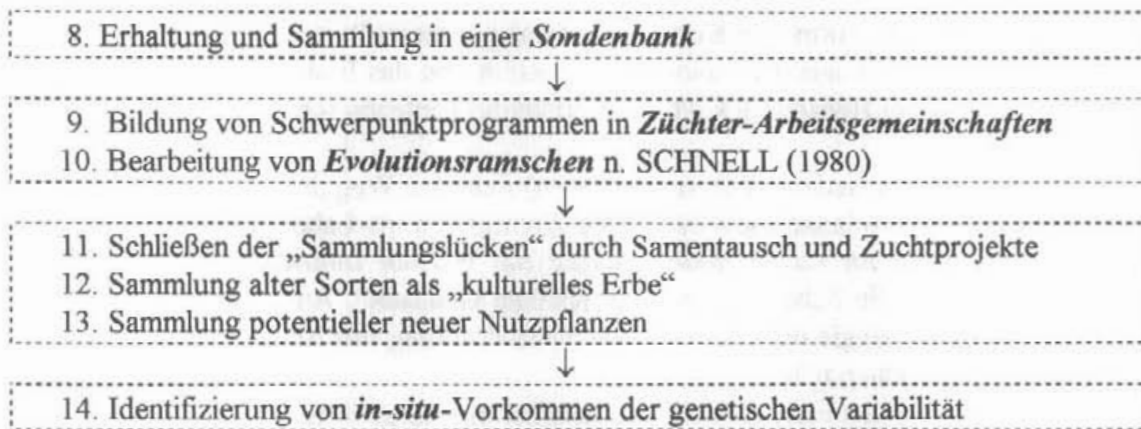 8. Erhaltung und Sammlung in einer Sondenbank
↓
9. Bildung von Schwerpunktprogrammen in Züchter-Arbeitsgemeinschaften
10. Bearbeitung von Evolutionsramschen n. SCHNELL (1980)
↓
11. Schließen der „Sammlungslücken“ durch Samentausch und Zuchtprojekte
12. Sammlung alter Sorten als „kulturelles Erbe“
13. Sammlung potentieller neuer Nutzpflanzen
↓
14. Identifizierung von in-situ-Vorkommen der genetischen Variabilität